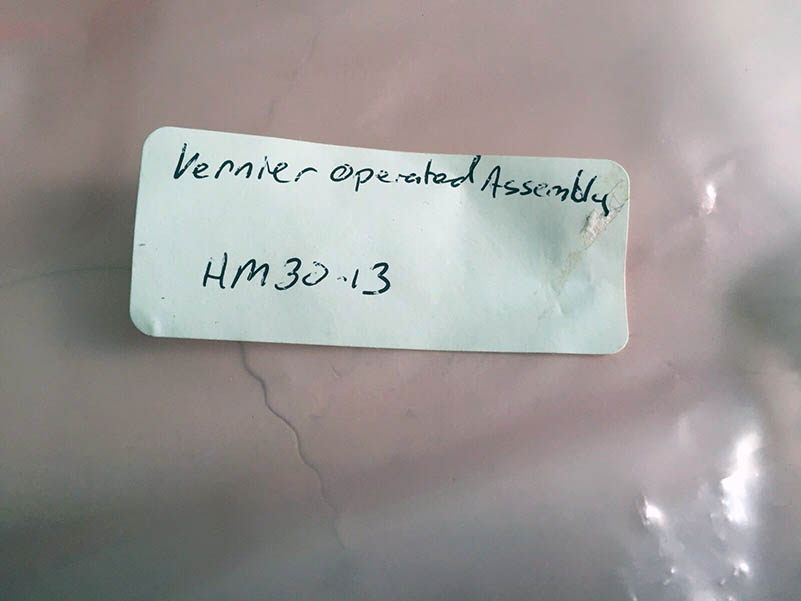 Vernier Operated Assembly
HM30-13